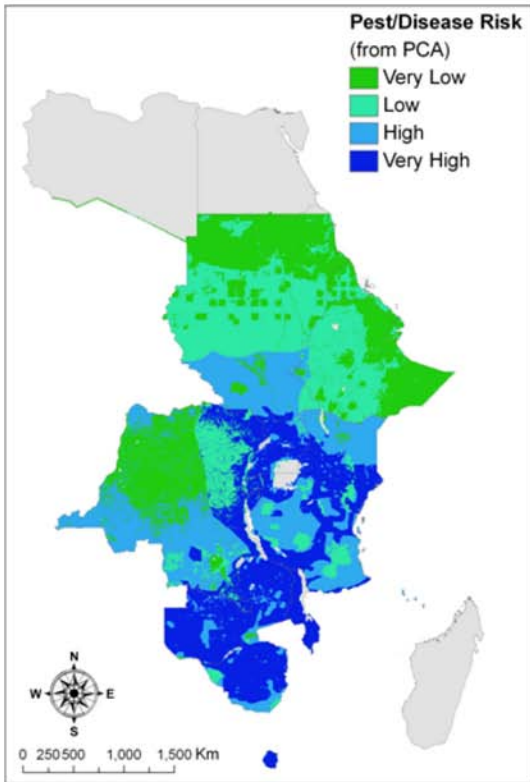 Pest/Disease Risk
(from PCA)
Very Low
Low
High
Very High
N
W E
S
0 250 500 1,000 1,500 Km